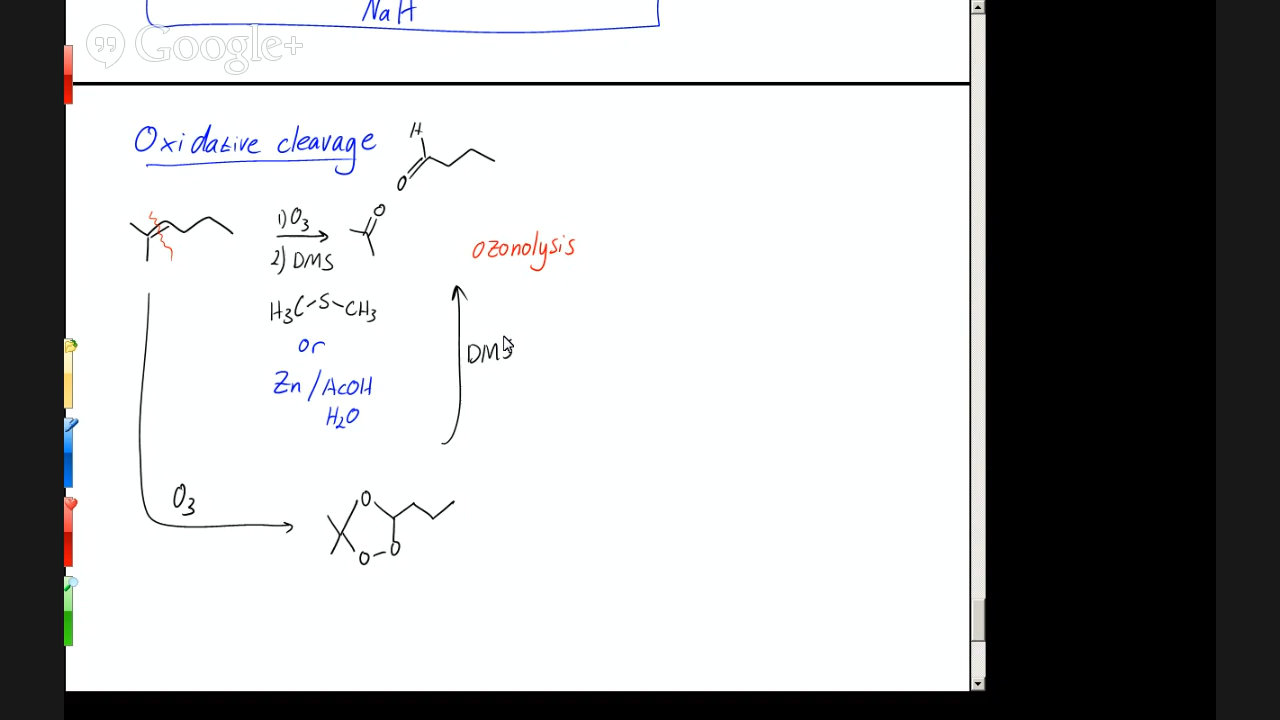 NaH
Google+
Oxidative cleavage
H
O
1) O3
O
2) DMS
ozonolysis
H3C-S-CH3
or
DMS
Zn/AcOH
H2O
O3
O
O-O